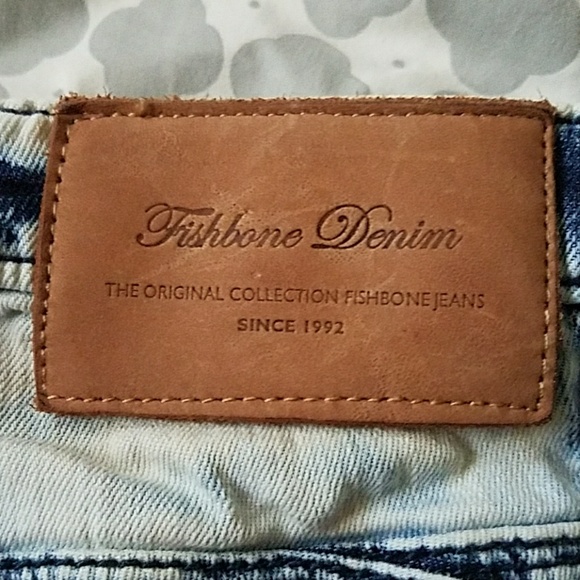 Fishbone Denim
THE ORIGINAL COLLECTION FISHBONE JEANS
SINCE 1992